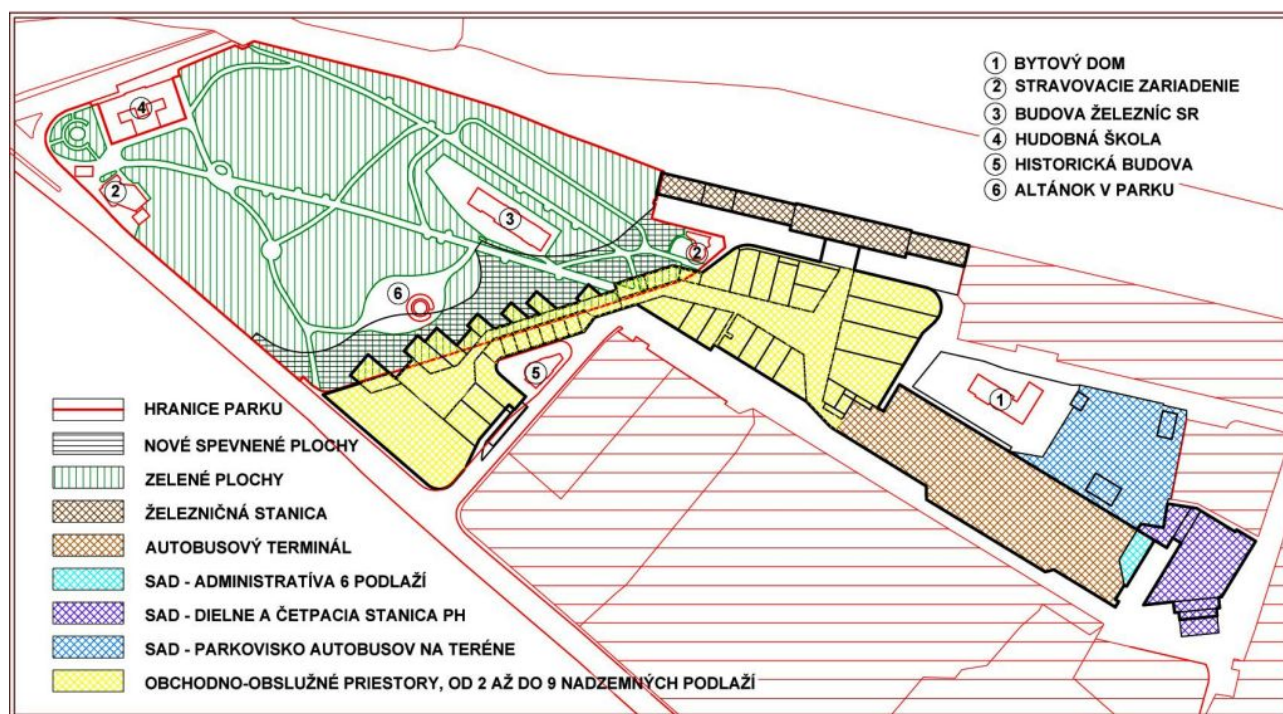 1 BYTOVÝ DOM
2 STRAVOVACIE ZARIADENIE
3 BUDOVA ŽELEZNÍC SR
4 HUDOBNÁ ŠKOLA
5 HISTORICKÁ BUDOVA
6 ALTÁNOK V PARKU
4
2
3
2
6
5
1
HRANICE PARKU
NOVÉ SPEVNENÉ PLOCHY
ZELENÉ PLOCHY
ŽELEZNIČNÁ STANICA
AUTOBUSOVÝ TERMINÁL
SAD - ADMINISTRATÍVA 6 PODLAŽÍ
SAD - DIELNE A ČETPACIA STANICA PH
SAD - PARKOVISKO AUTOBUSOV NA TERÉNE
OBCHODNO-OBSLUŽNÉ PRIESTORY, OD 2 AŽ DO 9 NADZEMNÝCH PODLAŽÍ